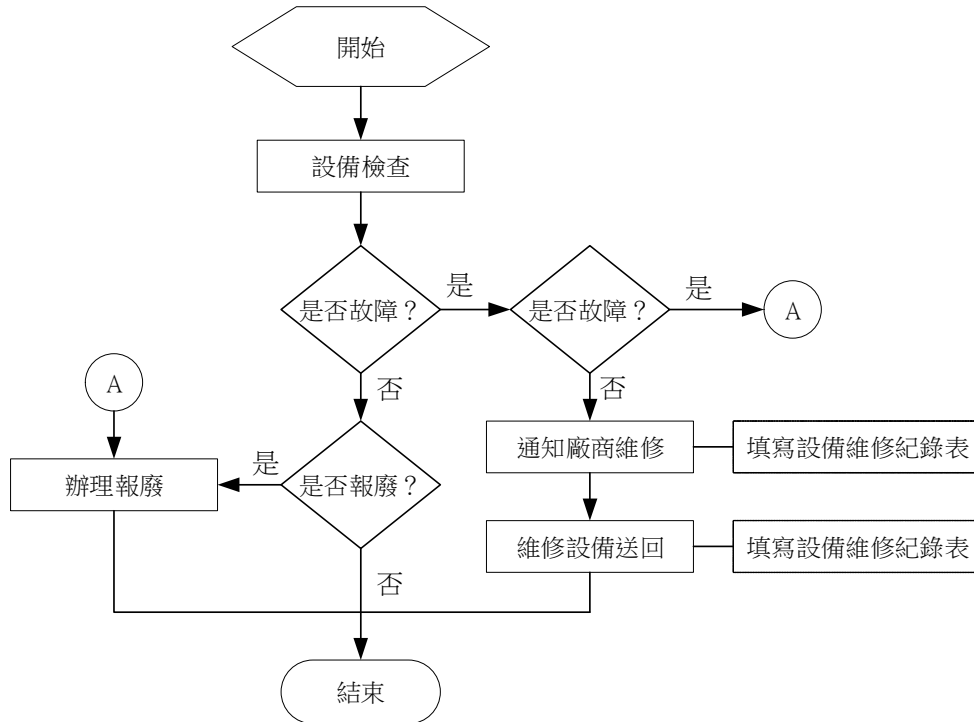 開始
設備檢查
是否故障？
是
是否故障？
是
A
否
否
A
通知廠商維修
填寫設備維修紀錄表
辦理報廢
是
是否報廢？
維修設備送回
填寫設備維修紀錄表
否
結束